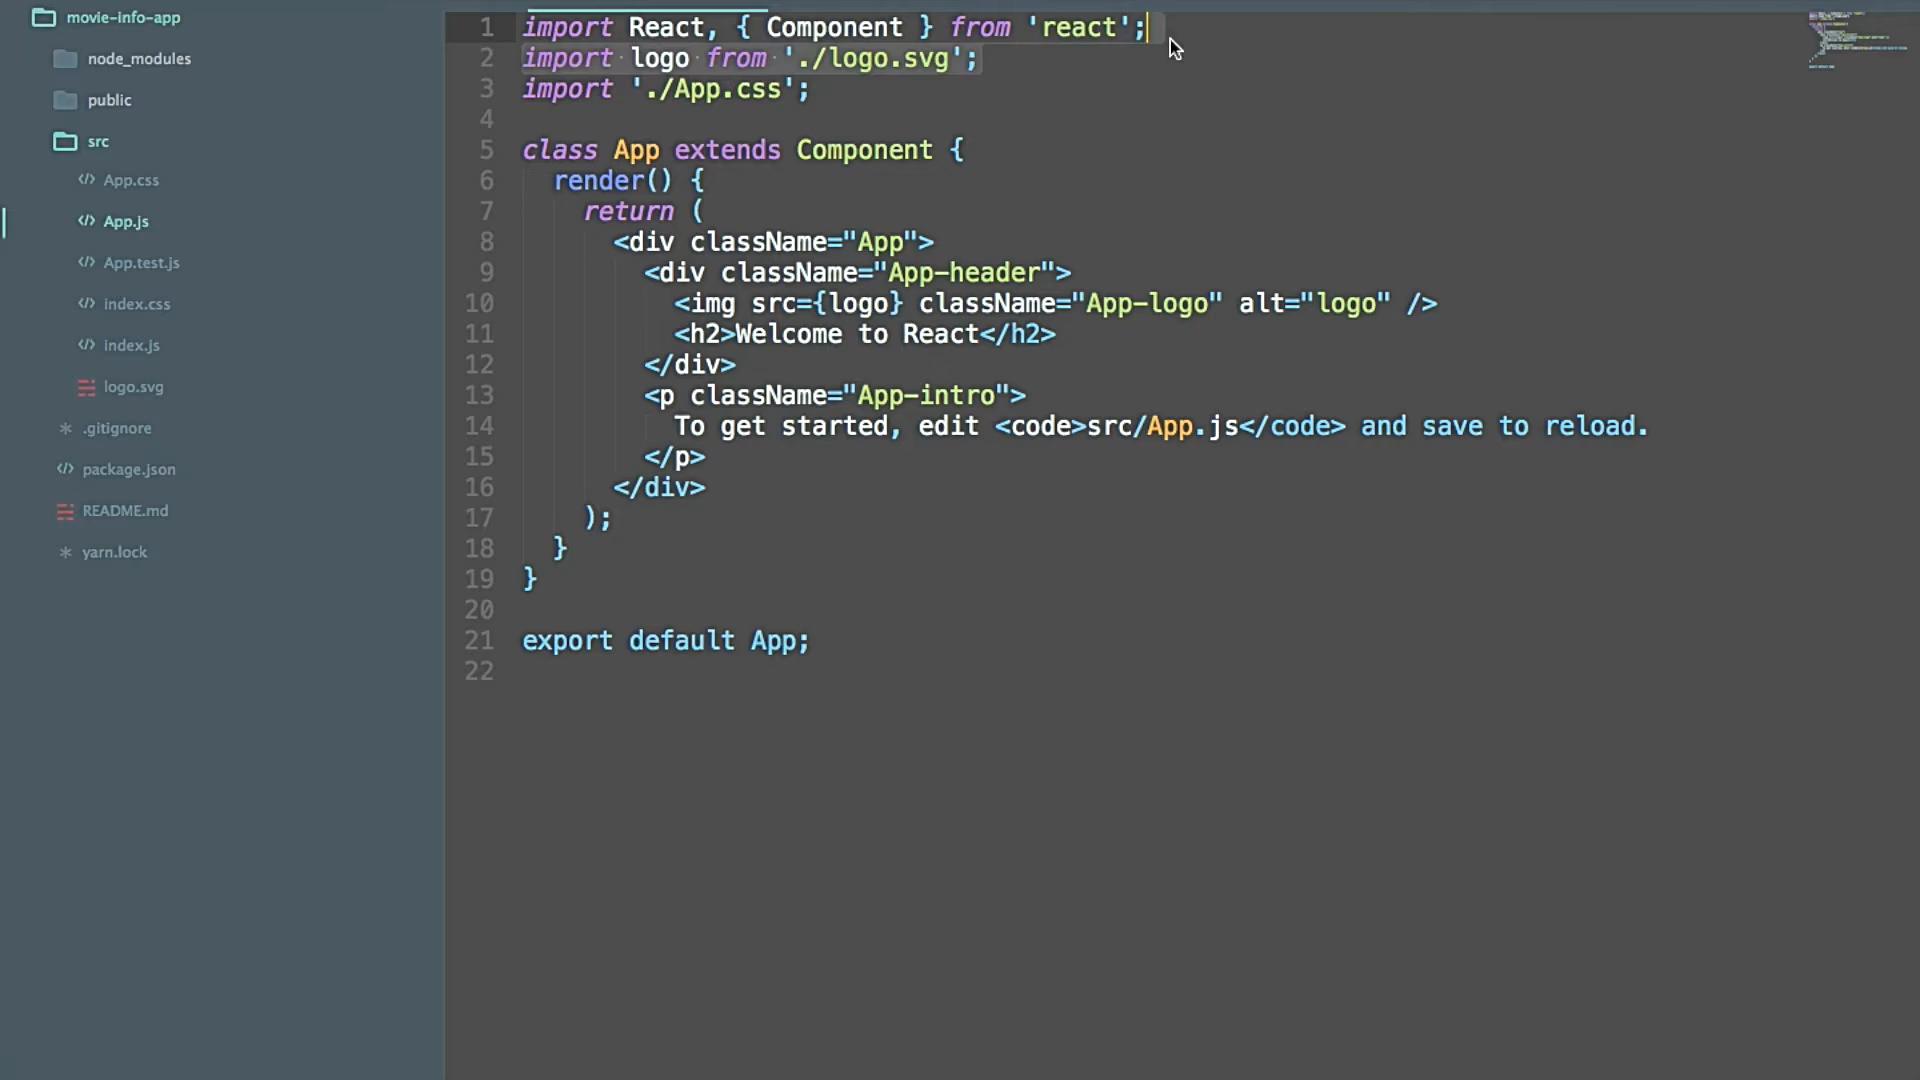 movie-info-app
node_modules
public
src
App.css
App.js
App.test.js
index.css
index.js
logo.svg
.gitignore
package.json
README.md
yarn.lock
1 import React, { Component } from 'react';
2 import logo from './logo.svg';
3 import './App.css';
4
5 class App extends Component {
6   render() {
7     return (
8       <div className="App">
9         <div className="App-header">
10           <img src={logo} className="App-logo" alt="logo" />
11           <h2>Welcome to React</h2>
12         </div>
13         <p className="App-intro">
14           To get started, edit <code>src/App.js</code> and save to reload.
15         </p>
16       </div>
17     );
18   }
19 }
20
21 export default App;
22